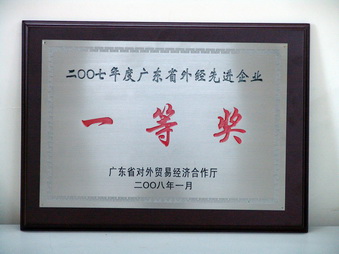 二〇〇七年度广东省外经先进企业
一等奖
广东省对外贸易经济合作厅
二〇〇八年一月